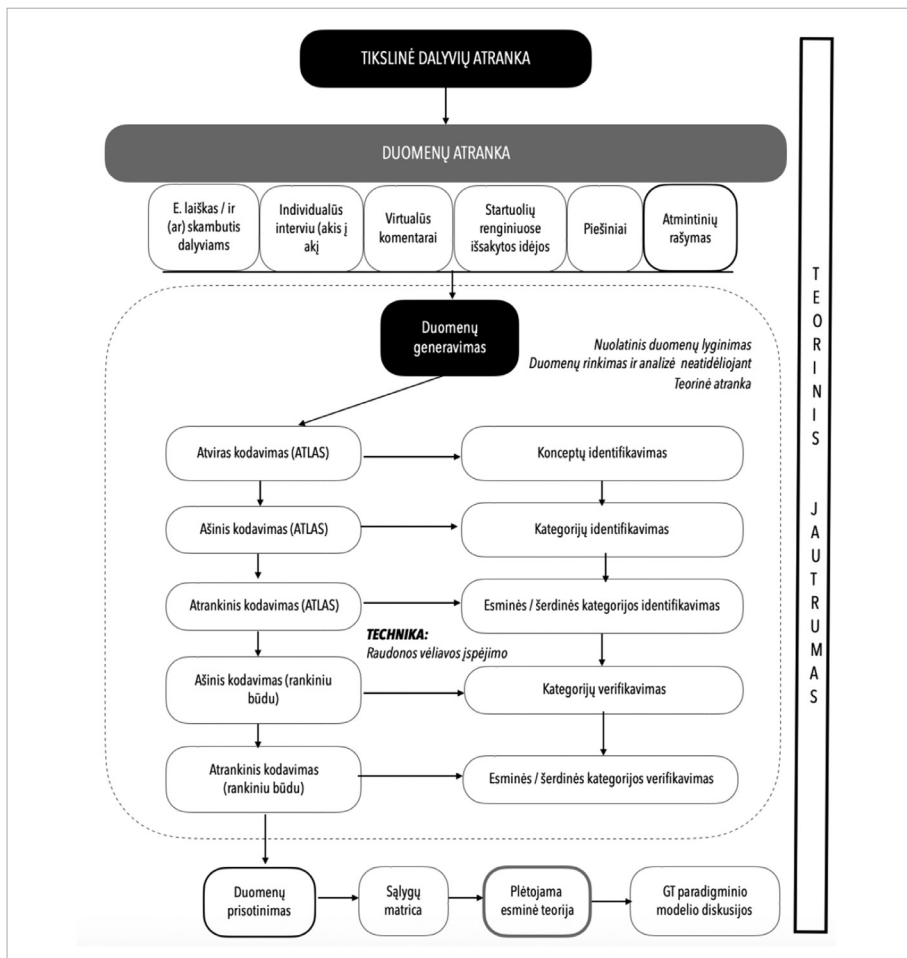 TIKSLINĖ DALYVIŲ ATRANKA
DUOMENŲ ATRANKA
E. laiškas / ir
(ar) skambutis
dalyviams
Individualūs
interviu (akis į
akį
Virtualūs
komentarai
Startuolių
renginiuose
išsakytos idėjos
Piešiniai
Atmintinių
rašymas
Duomenų
generavimas
Nuolatinis duomenų lyginimas
Duomenų rinkimas ir analizė neatidėliojant
Teorinė atranka
Atviras kodavimas (ATLAS)
Konceptų identifikavimas
Ašinis kodavimas (ATLAS)
Kategorijų identifikavimas
Atrankinis kodavimas (ATLAS)
Esminės / šerdinės kategorijos identifikavimas
TECHNIKA:
Raudonos vėliavos įspėjimo
Ašinis kodavimas (rankiniu
būdu)
Kategorijų verifikavimas
Atrankinis kodavimas
(rankiniu būdu)
Esminės / šerdinės kategorijos verifikavimas
Duomenų
prisotinimas
Sąlygų
matrica
Plėtojama
esminė teorija
GT paradigminio
modelio diskusijos
TEORINIS JAUTRUMAS